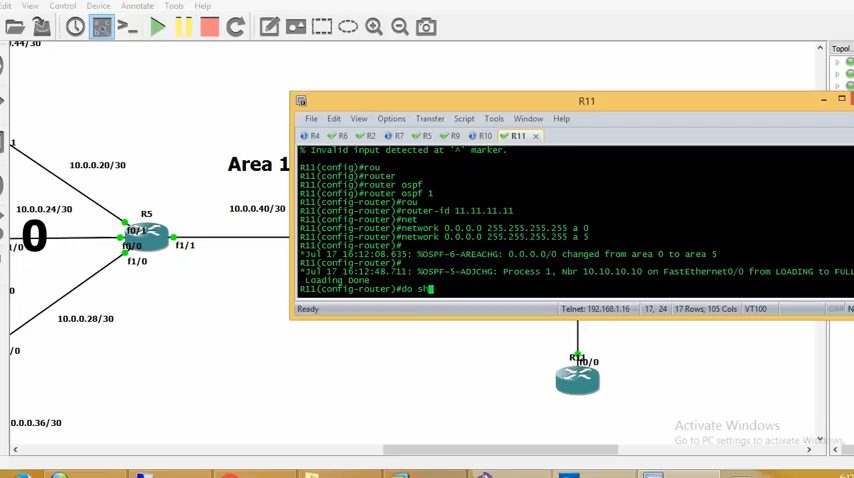 Edit View Control Device Annotate Tools Help
.44/30
Topol..
R11
File Edit View Options Transfer Script Tools Window Help
R4 R6 R2 R7 R5 R9 R10 R11
% Invalid input detected at '^' marker.
R11(config)#rou
R11(config)#router
R11(config)#router ospf
R11(config)#router ospf 1
R11(config-router)#rou
R11(config-router)#router-id 11.11.11.11
R11(config-router)#net
R11(config-router)#network 0.0.0.0 255.255.255.255 a 0
R11(config-router)#network 0.0.0.0 255.255.255.255 a 5
R11(config-router)#
*Jul 17 16:12:08.635: %OSPF-6-AREACHG: 0.0.0.0/0 changed from area 0 to area 5
R11(config-router)#
*Jul 17 16:12:48.711: %OSPF-5-ADJCHG: Process 1, Nbr 10.10.10.10 on FastEthernet0/0 from LOADING to FULL
Loading Done
R11(config-router)#do sh
Ready Telnet: 192.168.1.16 17, 24 17 Rows; 105 Cols VT100
10.0.0.20/30
Area 1
10.0.0.24/30
R5
10.0.0.40/30
0
f0/1
f0/0
f1/1
f1/0
10.0.0.28/30
0.0.0.36/30
R11
f0/0
Activate Windows
Go to PC settings to activate Windows.